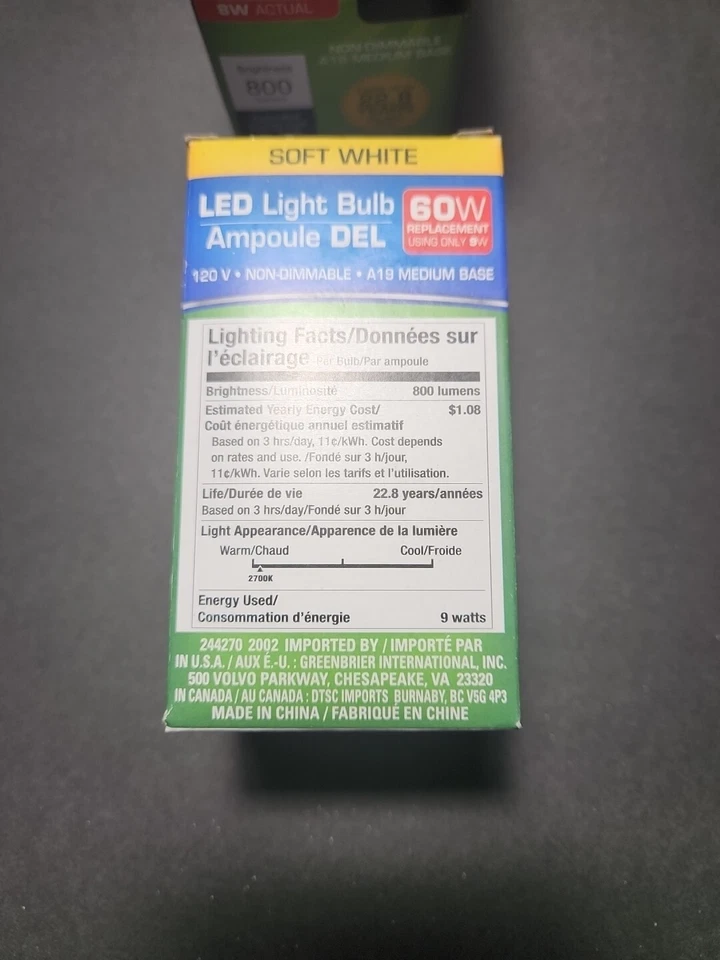 8W ACTUAL
NON DIMMABLE
A19 MEDIUM BASE
Brightness
800
22.8
SOFT WHITE
LED Light Bulb
Ampoule DEL
60W
REPLACEMENT
USING ONLY 9W
120 V • NON-DIMMABLE • A19 MEDIUM BASE
Lighting Facts/Données sur
l'éclairage Per Bulb/Par ampoule
Brightness/Luminosité 800 lumens
Estimated Yearly Energy Cost/ $1.08
Coût énergétique annuel estimatif
Based on 3 hrs/day, 11¢/kWh. Cost depends
on rates and use. /Fondé sur 3 h/jour,
11¢/kWh. Varie selon les tarifs et l'utilisation.
Life/Durée de vie 22.8 years/années
Based on 3 hrs/day/Fondé sur 3 h/jour
Light Appearance/Apparence de la lumière
Warm/Chaud Cool/Froide
2700K
Energy Used/
Consommation d'énergie 9 watts
244270 2002 IMPORTED BY / IMPORTÉ PAR
IN U.S.A. / AUX É.-U. : GREENBRIER INTERNATIONAL, INC.
500 VOLVO PARKWAY, CHESAPEAKE, VA 23320
IN CANADA / AU CANADA : DTSC IMPORTS BURNABY, BC V5G 4P3
MADE IN CHINA / FABRIQUÉ EN CHINE